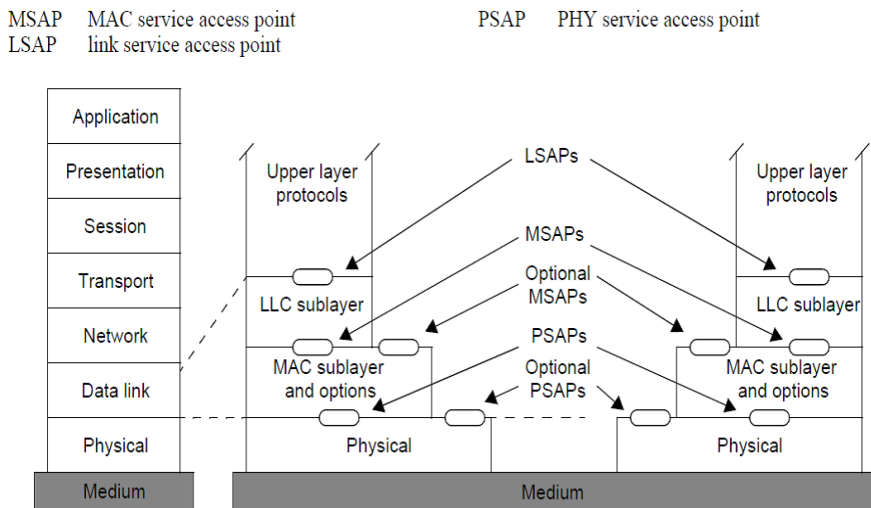 MSAP MAC service access point
PSAP PHY service access point
LSAP link service access point
Application
Presentation
Session
Transport
Network
Data link
Physical
Medium
Upper layer
protocols
LLC sublayer
MAC sublayer
and options
Physical
LSAPs
MSAPs
Optional
MSAPs
PSAPs
Optional
PSAPs
Upper layer
protocols
LLC sublayer
MAC sublayer
and options
Physical
Medium